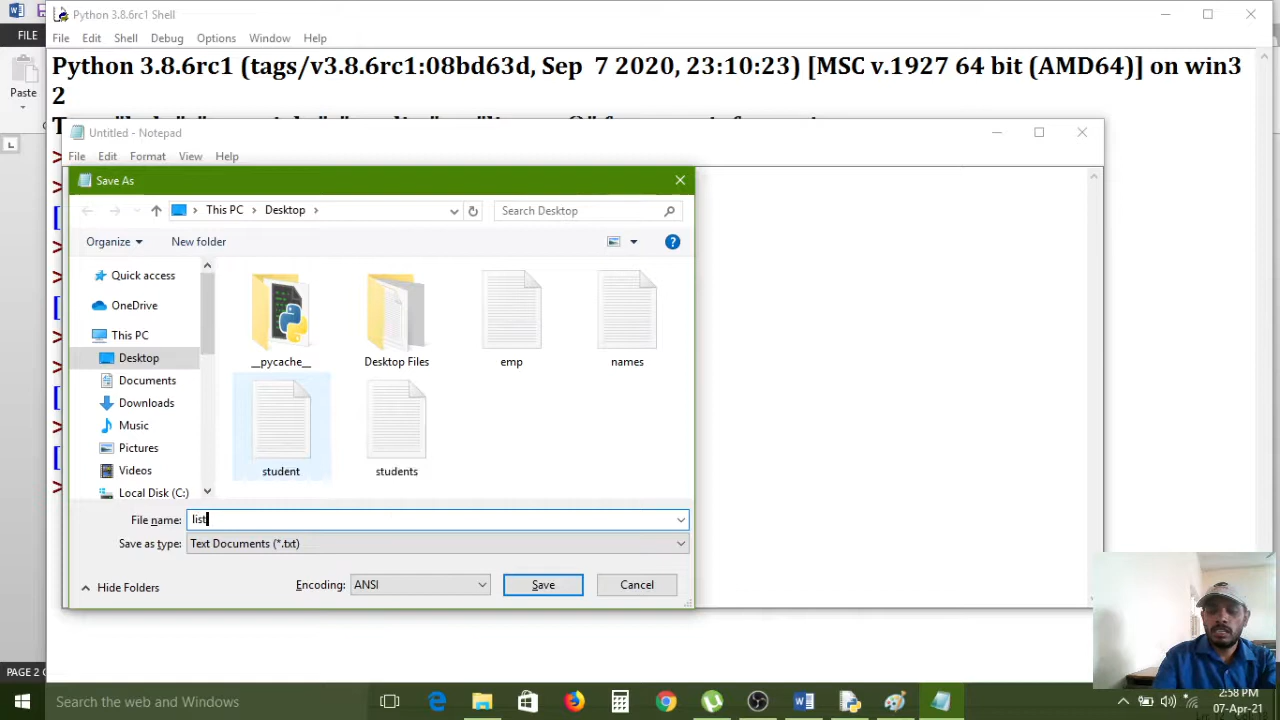 Python 3.8.6rc1 Shell
FILE
File Edit Shell Debug Options Window Help
Python 3.8.6rc1 (tags/v3.8.6rc1:08bd63d, Sep 7 2020, 23:10:23) [MSC v.1927 64 bit (AMD64)] on win3
2
Paste
Untitled - Notepad
File Edit Format View Help
Save As
This PC > Desktop >
Search Desktop
Organize
New folder
Quick access
OneDrive
This PC
Desktop
Documents
Downloads
Music
Pictures
Videos
Local Disk (C:)
__pycache__
Desktop Files
emp
names
student
students
File name: list
Save as type: Text Documents (*.txt)
Hide Folders
Encoding: ANSI
Save
Cancel
PAGE 2
Search the web and Windows
2:58 PM
07-Apr-21